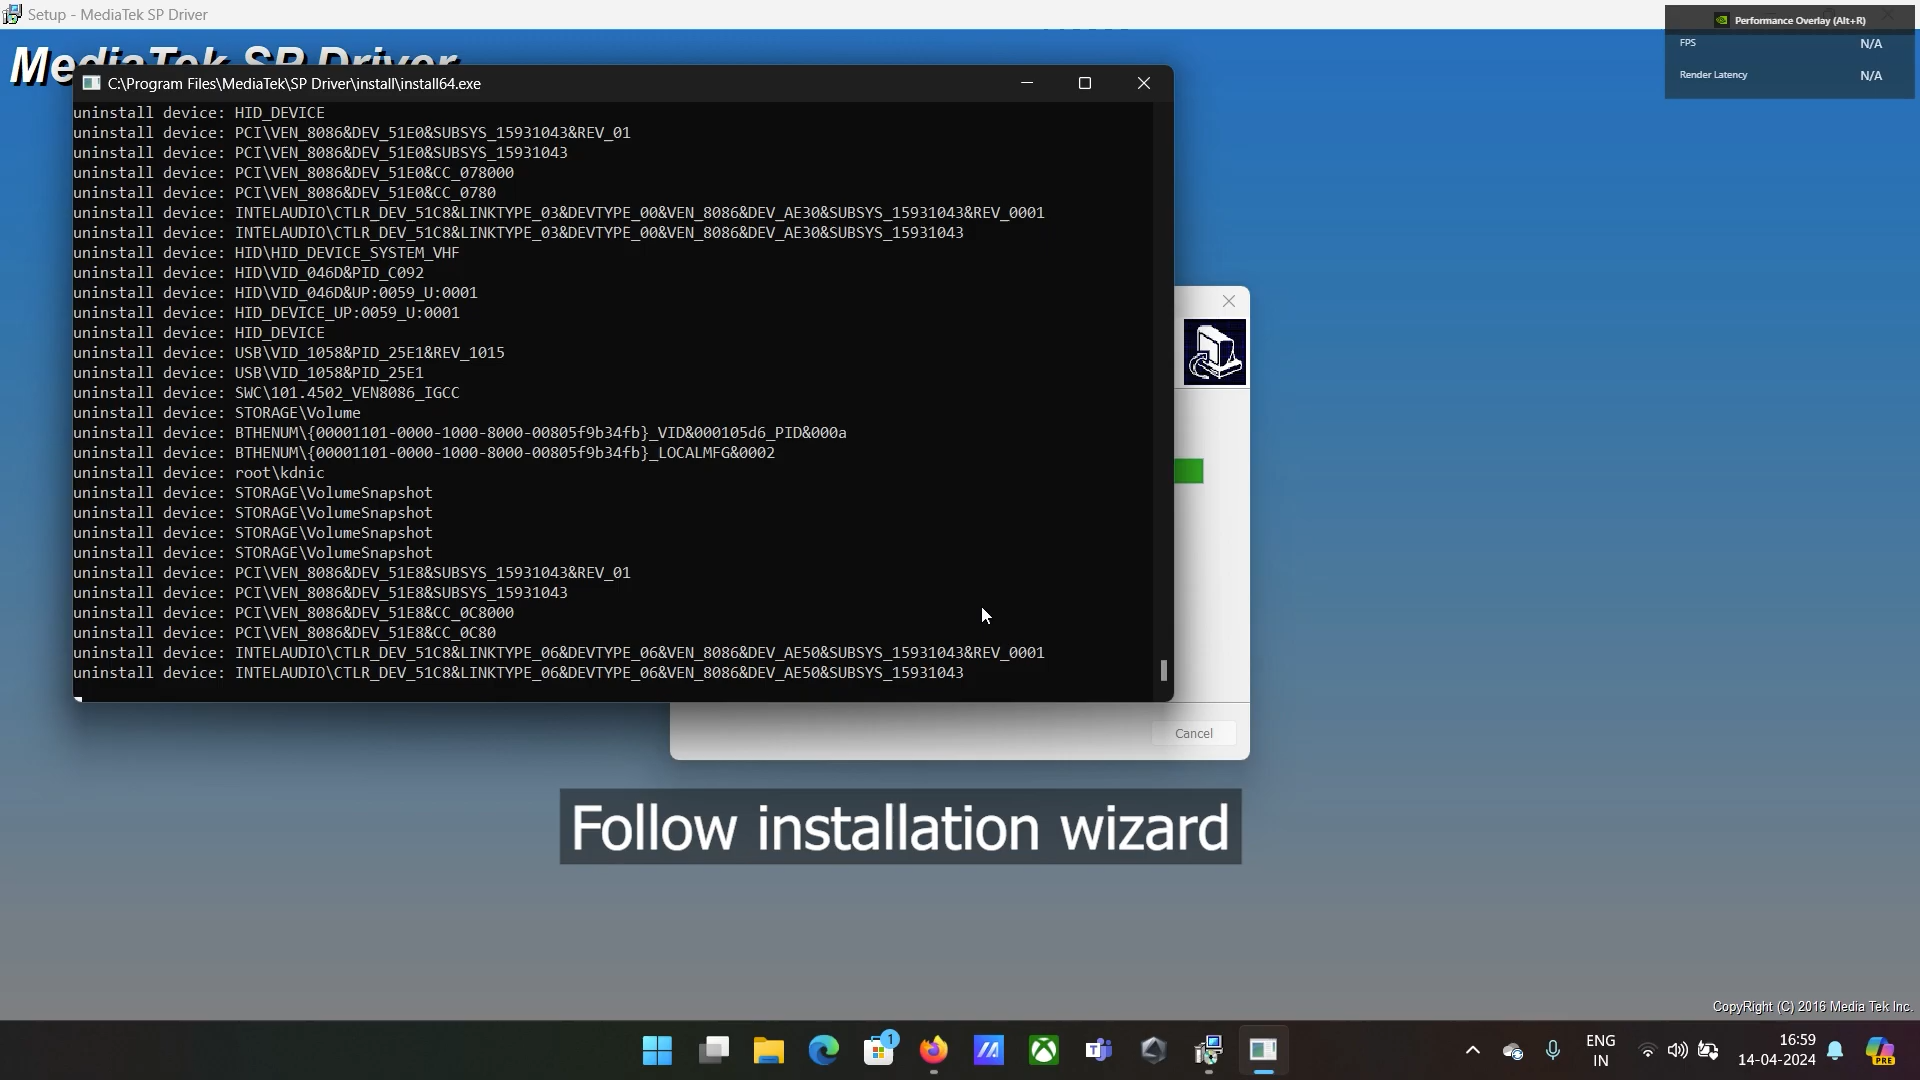 Setup - MediaTek SP Driver
MediaTek SP Driver
Performance Overlay (Alt+R)
FPS N/A
Render Latency N/A
C:\Program Files\MediaTek\SP Driver\install\install64.exe
uninstall device: HID_DEVICE
uninstall device: PCI\VEN_8086&DEV_51E0&SUBSYS_15931043&REV_01
uninstall device: PCI\VEN_8086&DEV_51E0&SUBSYS_15931043
uninstall device: PCI\VEN_8086&DEV_51E0&CC_078000
uninstall device: PCI\VEN_8086&DEV_51E0&CC_0780
uninstall device: INTELAUDIO\CTLR_DEV_51C8&LINKTYPE_03&DEVTYPE_00&VEN_8086&DEV_AE30&SUBSYS_15931043&REV_0001
uninstall device: INTELAUDIO\CTLR_DEV_51C8&LINKTYPE_03&DEVTYPE_00&VEN_8086&DEV_AE30&SUBSYS_15931043
uninstall device: HID\HID_DEVICE_SYSTEM_VHF
uninstall device: HID\VID_046D&PID_C092
uninstall device: HID\VID_046D&UP:0059_U:0001
uninstall device: HID_DEVICE_UP:0059_U:0001
uninstall device: HID_DEVICE
uninstall device: USB\VID_1058&PID_25E1&REV_1015
uninstall device: USB\VID_1058&PID_25E1
uninstall device: SWC\101.4502_VEN8086_IGCC
uninstall device: STORAGE\Volume
uninstall device: BTHENUM\{00001101-0000-1000-8000-00805f9b34fb}_VID&000105d6_PID&000a
uninstall device: BTHENUM\{00001101-0000-1000-8000-00805f9b34fb}_LOCALMFG&0002
uninstall device: root\kdnic
uninstall device: STORAGE\VolumeSnapshot
uninstall device: STORAGE\VolumeSnapshot
uninstall device: STORAGE\VolumeSnapshot
uninstall device: STORAGE\VolumeSnapshot
uninstall device: PCI\VEN_8086&DEV_51E8&SUBSYS_15931043&REV_01
uninstall device: PCI\VEN_8086&DEV_51E8&SUBSYS_15931043
uninstall device: PCI\VEN_8086&DEV_51E8&CC_0C8000
uninstall device: PCI\VEN_8086&DEV_51E8&CC_0C80
uninstall device: INTELAUDIO\CTLR_DEV_51C8&LINKTYPE_06&DEVTYPE_06&VEN_8086&DEV_AE50&SUBSYS_15931043&REV_0001
uninstall device: INTELAUDIO\CTLR_DEV_51C8&LINKTYPE_06&DEVTYPE_06&VEN_8086&DEV_AE50&SUBSYS_15931043
Cancel
Follow installation wizard
CopyRight (C) 2016 Media Tek Inc.
1
ENG
IN
16:59
14-04-2024
PRE